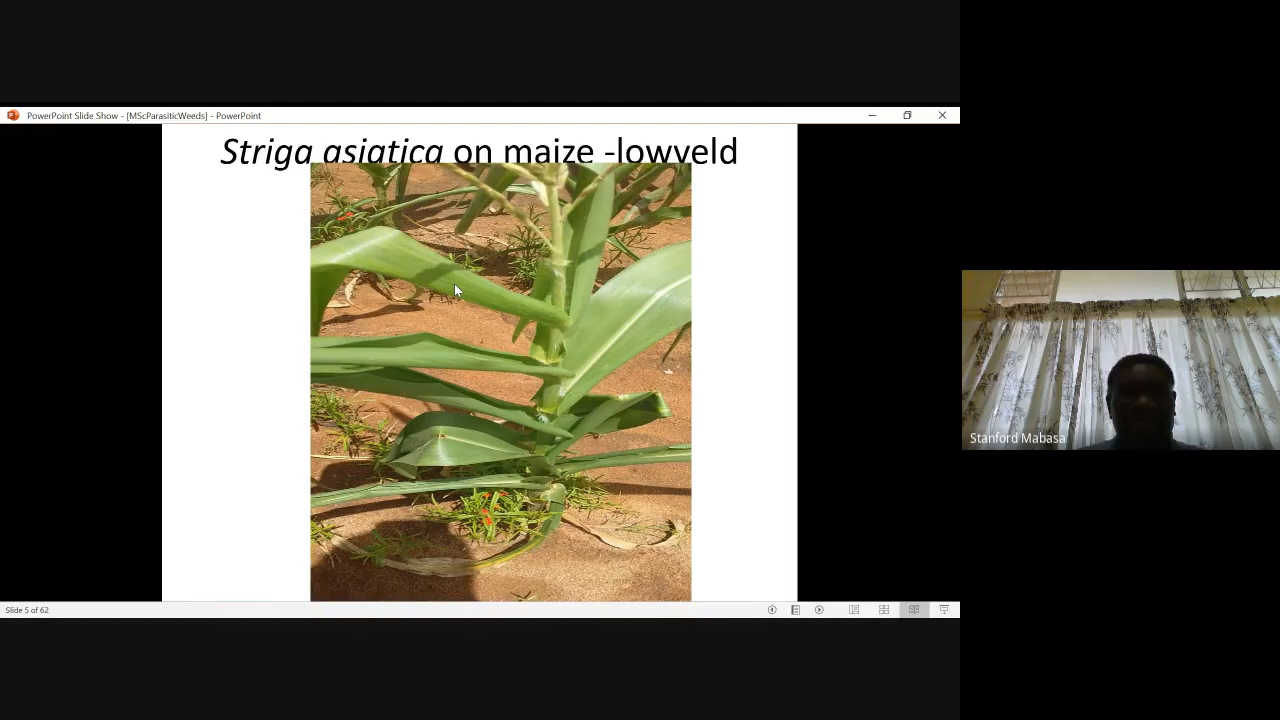 PowerPoint Slide Show - [MScParasiticWeeds] - PowerPoint
Striga asiatica on maize -lowveld
Stanford Mabasa
Slide 5 of 62